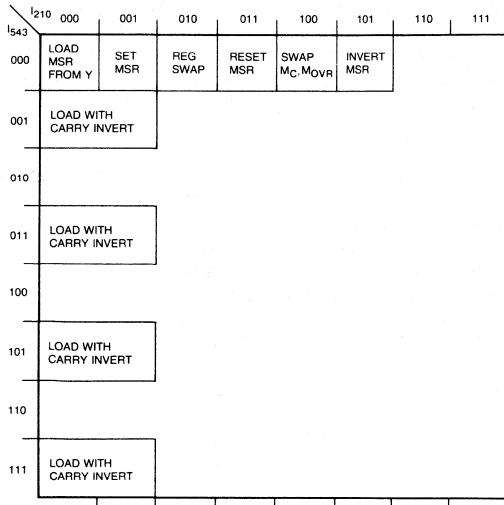 I210
I543
000 001 010 011 100 101 110 111
000
LOAD
MSR
FROM Y
SET
MSR
REG
SWAP
RESET
MSR
SWAP
MC, MOVR
INVERT
MSR
001
LOAD WITH
CARRY INVERT
010
011
LOAD WITH
CARRY INVERT
100
101
LOAD WITH
CARRY INVERT
110
111
LOAD WITH
CARRY INVERT